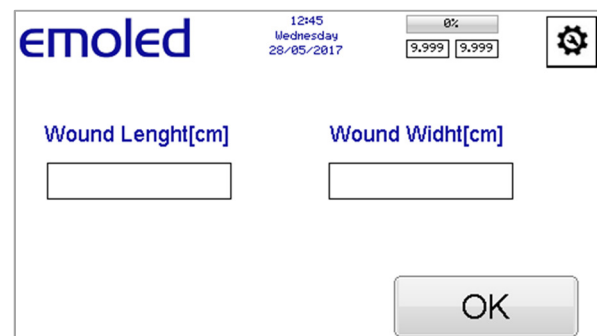 emoled
12:45
Wednesday
28/05/2017
0%
9.999 9.999
Wound Lenght[cm] Wound Widht[cm]
OK